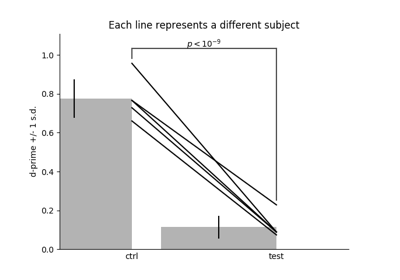 Each line represents a different subject
p < 10⁻⁹
d-prime +/- 1 s.d.
1.0
0.8
0.6
0.4
0.2
0.0
ctrl test